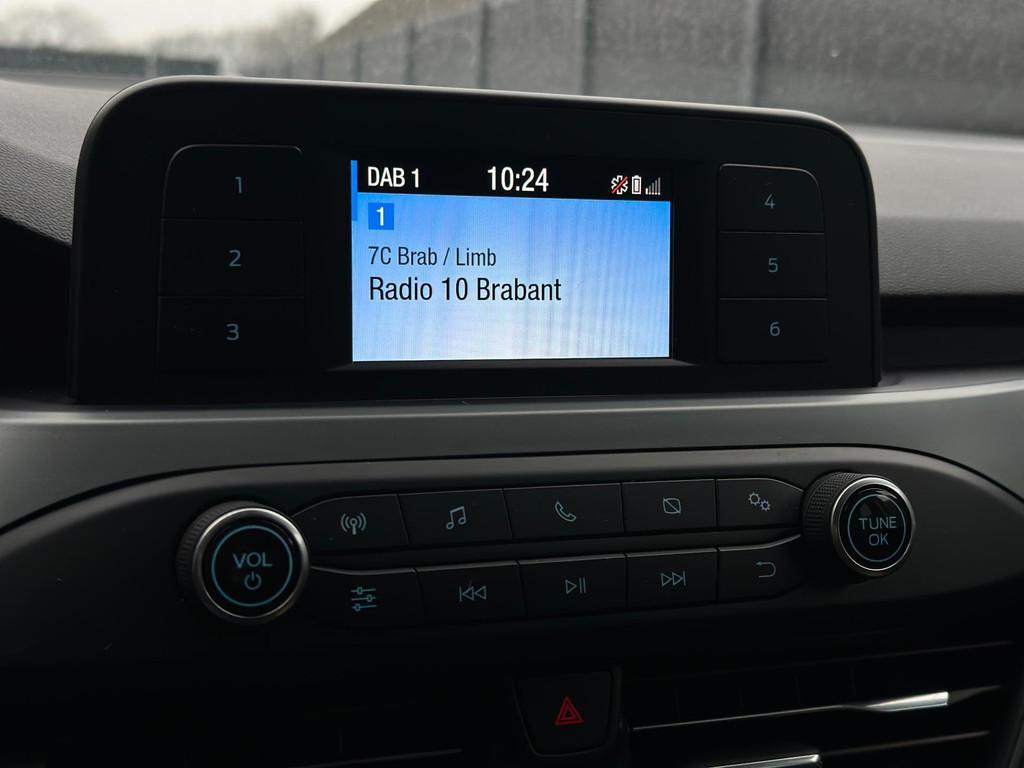 DAB 1 10:24
1
7C Brab / Limb
Radio 10 Brabant
1
2
3
4
5
6
VOL
TUNE
OK